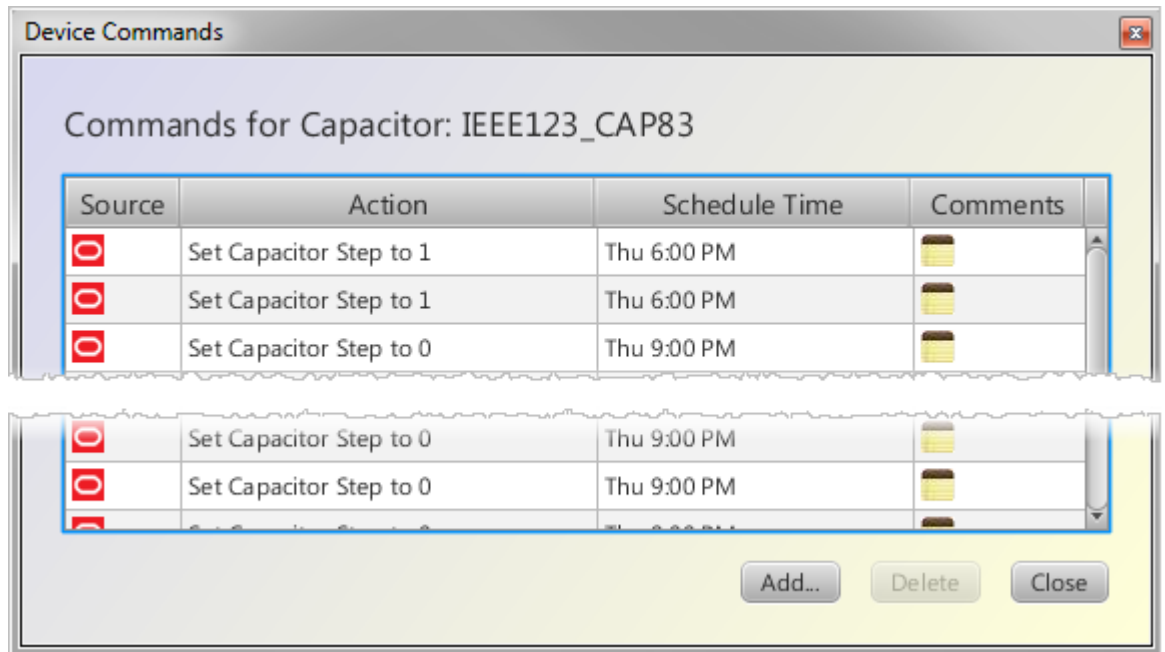 Device Commands
Commands for Capacitor: IEEE123_CAP83
Source Action Schedule Time Comments
Set Capacitor Step to 1 Thu 6:00 PM
Set Capacitor Step to 1 Thu 6:00 PM
Set Capacitor Step to 0 Thu 9:00 PM
Set Capacitor Step to 0 Thu 9:00 PM
Set Capacitor Step to 0 Thu 9:00 PM
Add... Delete Close